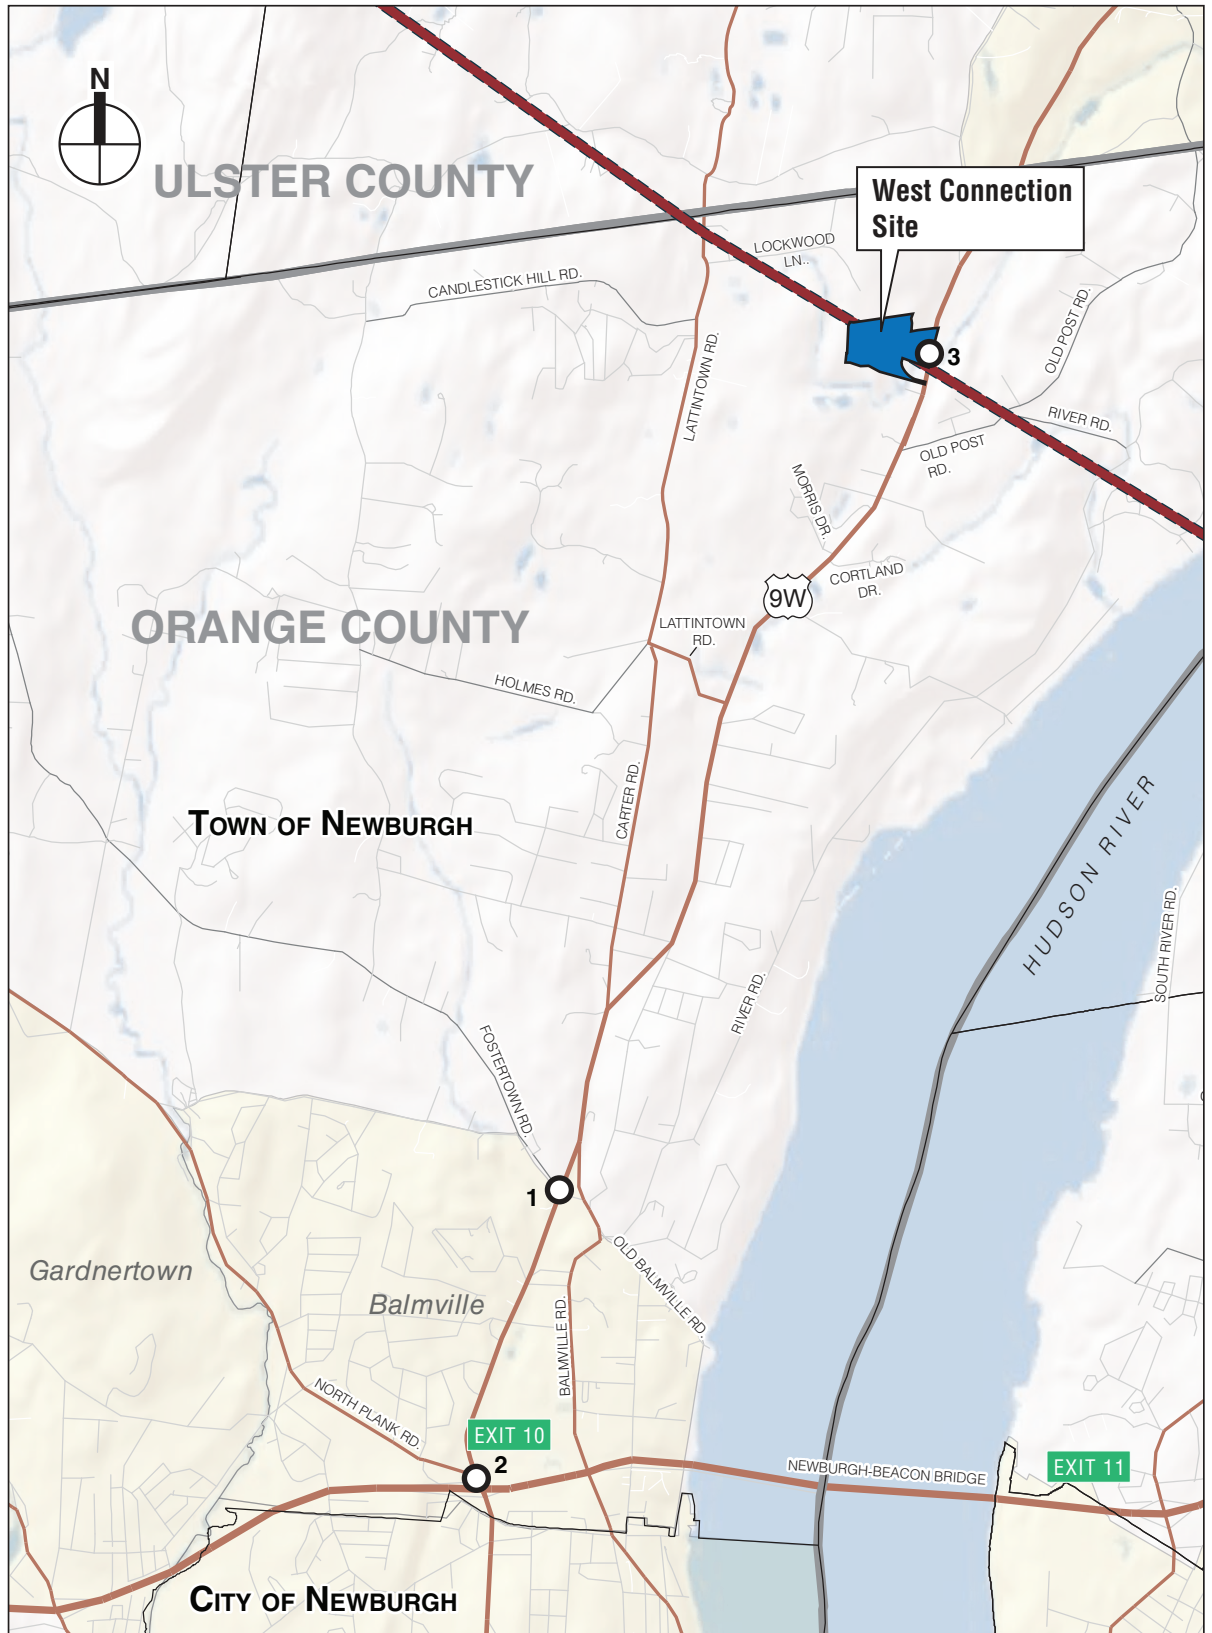 N
ULSTER COUNTY
West Connection
Site
LOCKWOOD
LN..
CANDLESTICK HILL RD.
OLD POST RD.
LATTINTOWN RD.
3
RIVER RD.
OLD POST
RD.
MORRIS DR.
CORTLAND
DR.
9W
ORANGE COUNTY
LATTINTOWN
RD.
HOLMES RD.
CARTER RD.
TOWN OF NEWBURGH
HUDSON RIVER
SOUTH RIVER RD.
RIVER RD.
FOSTERTOWN RD.
1
OLD BALMVILLE RD.
Gardnertown
Balmville
BALMVILLE RD.
NORTH PLANK RD.
EXIT 10
2
NEWBURGH-BEACON BRIDGE
EXIT 11
CITY OF NEWBURGH